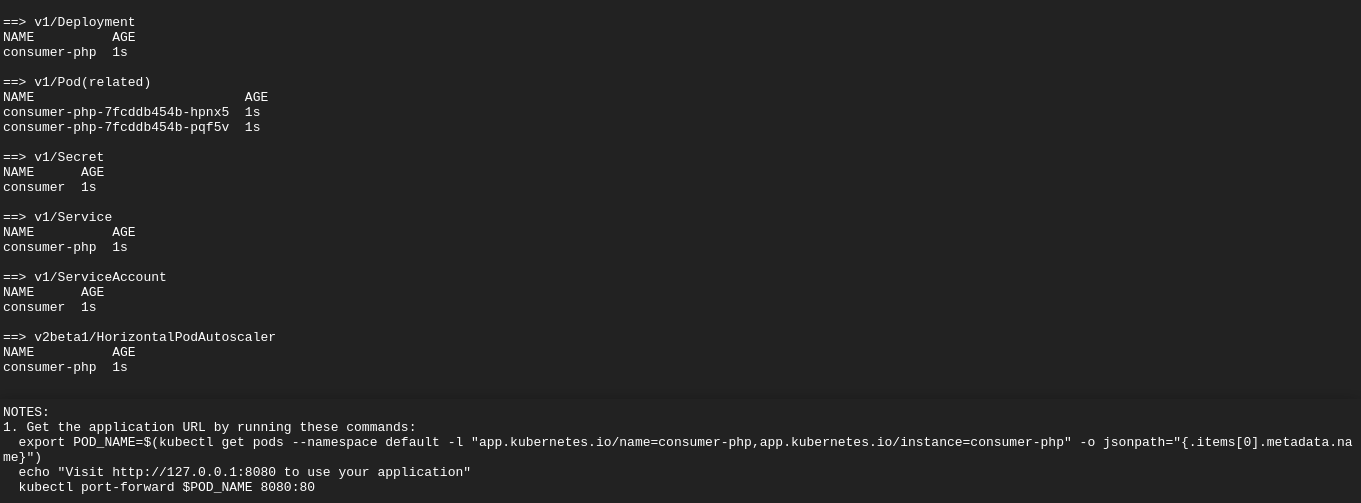 ==> v1/Deployment
NAME          AGE
consumer-php  1s
==> v1/Pod(related)
NAME                           AGE
consumer-php-7fcddb454b-hpnx5  1s
consumer-php-7fcddb454b-pqf5v  1s
==> v1/Secret
NAME      AGE
consumer  1s
==> v1/Service
NAME          AGE
consumer-php  1s
==> v1/ServiceAccount
NAME      AGE
consumer  1s
==> v2beta1/HorizontalPodAutoscaler
NAME          AGE
consumer-php  1s
NOTES:
1. Get the application URL by running these commands:
  export POD_NAME=$(kubectl get pods --namespace default -l "app.kubernetes.io/name=consumer-php,app.kubernetes.io/instance=consumer-php" -o jsonpath="{.items[0].metadata.na
me}")
  echo "Visit http://127.0.0.1:8080 to use your application"
  kubectl port-forward $POD_NAME 8080:80